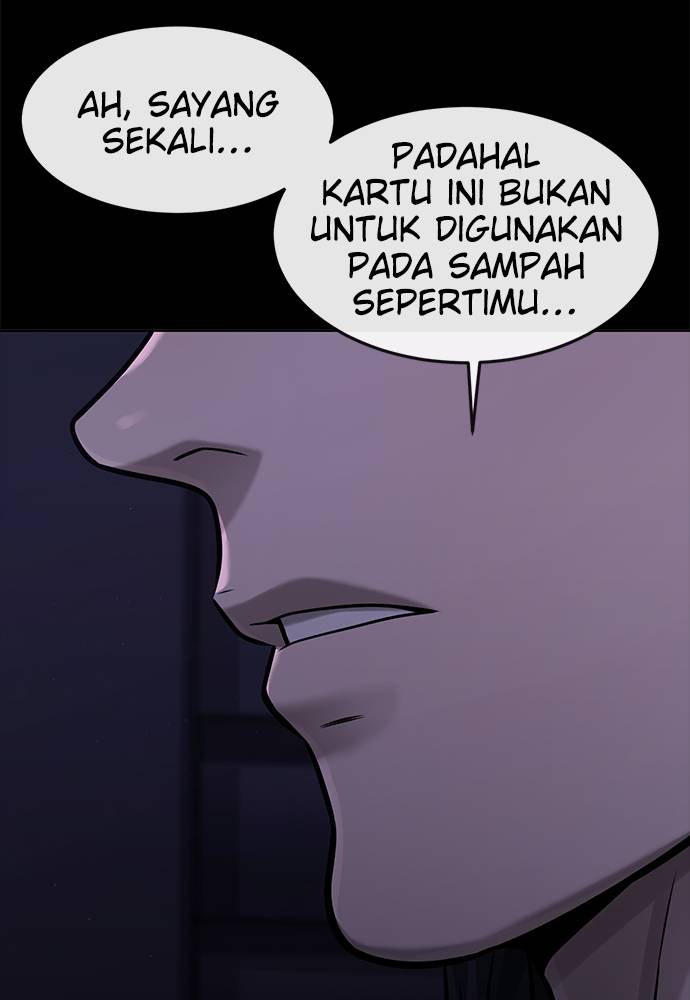 AH, SAYANG
SEKALI...
PADAHAL
KARTU INI BUKAN
UNTUK DIGUNAKAN
PADA SAMPAH
SEPERTIMU...